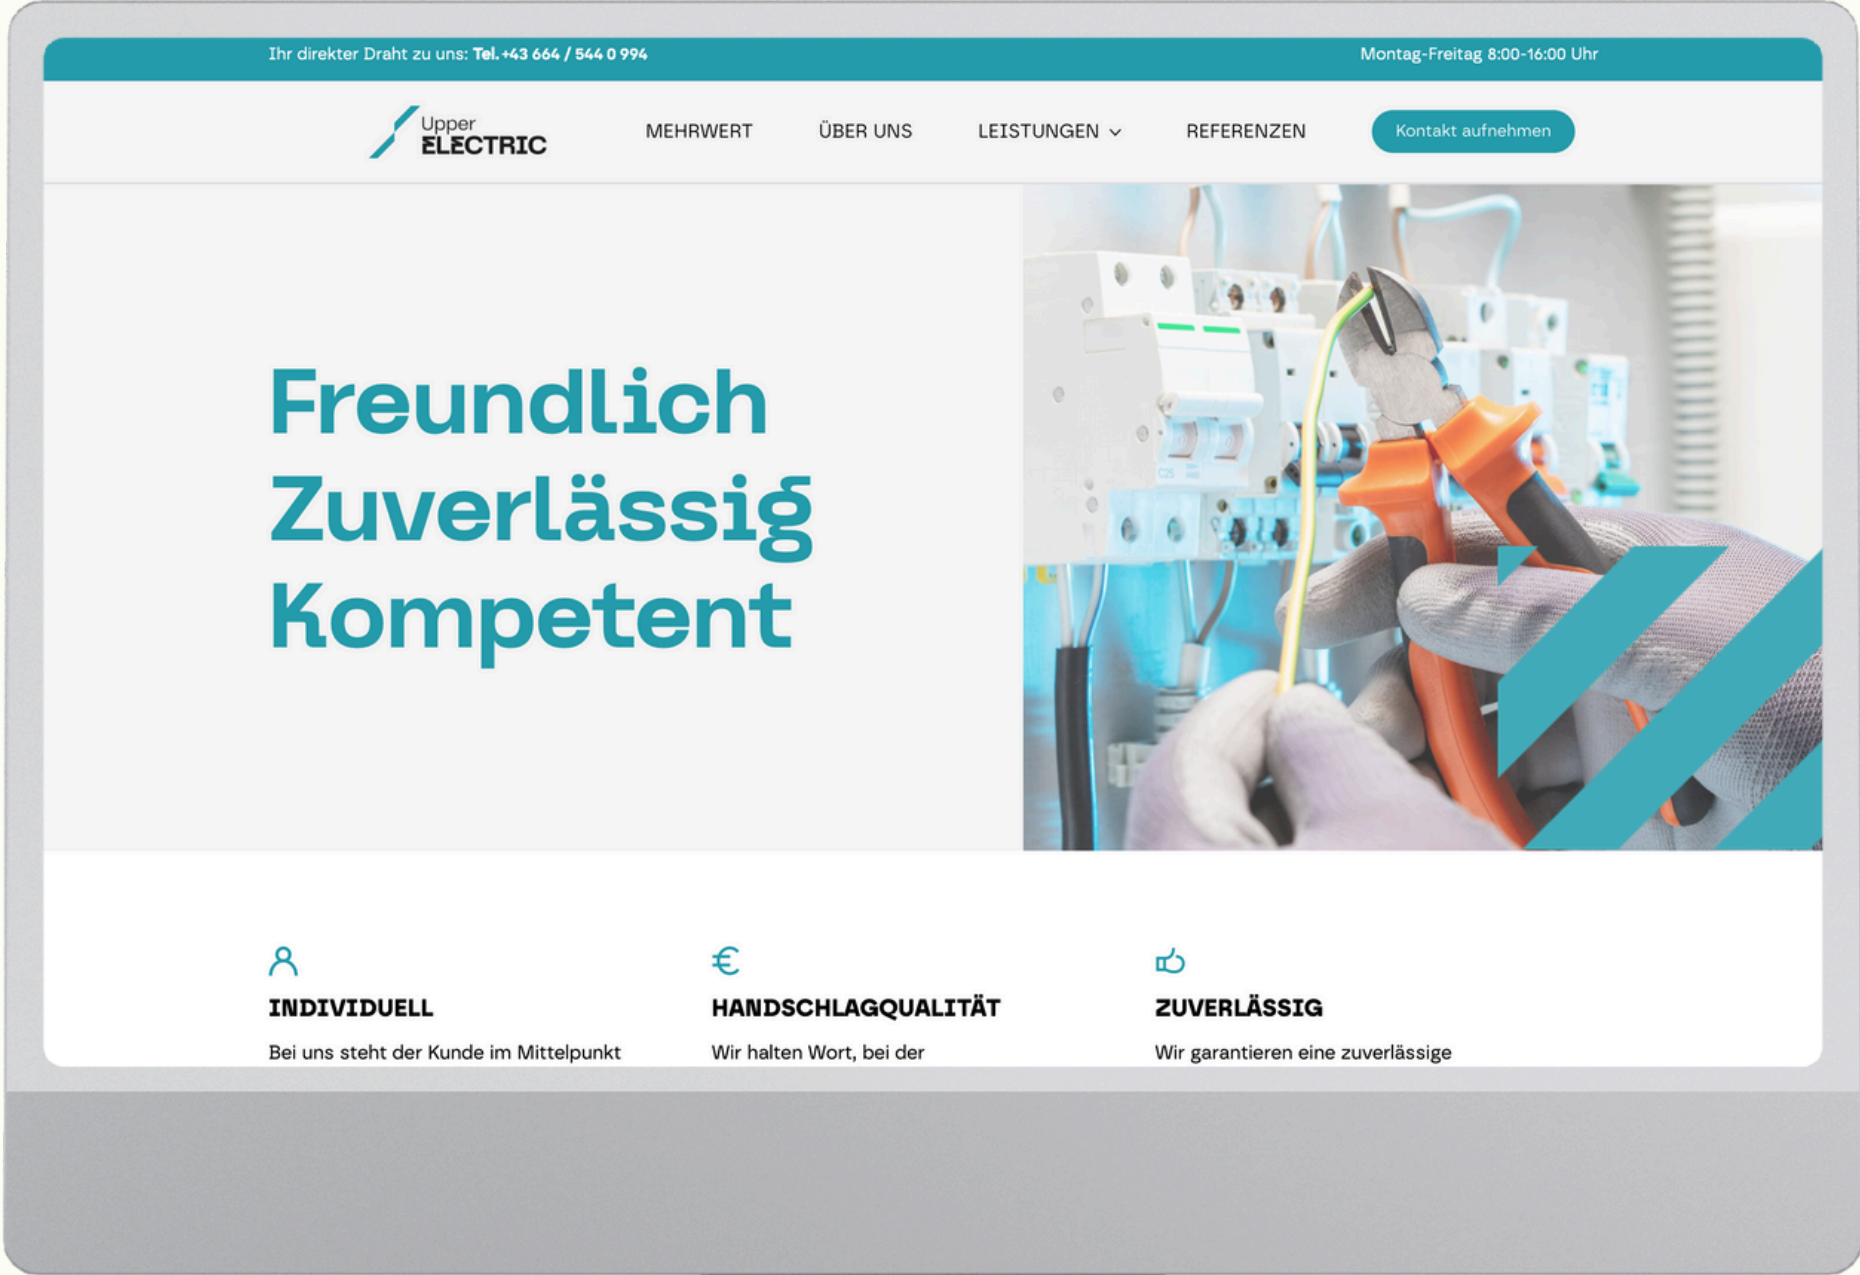 Ihr direkter Draht zu uns: Tel. +43 664 / 544 0 994
Montag-Freitag 8:00-16:00 Uhr
Upper
ELECTRIC
MEHRWERT
ÜBER UNS
LEISTUNGEN
REFERENZEN
Kontakt aufnehmen
Freundlich
Zuverlässig
Kompetent
C25
INDIVIDUELL
Bei uns steht der Kunde im Mittelpunkt
HANDSCHLAGQUALITÄT
Wir halten Wort, bei der
ZUVERLÄSSIG
Wir garantieren eine zuverlässige